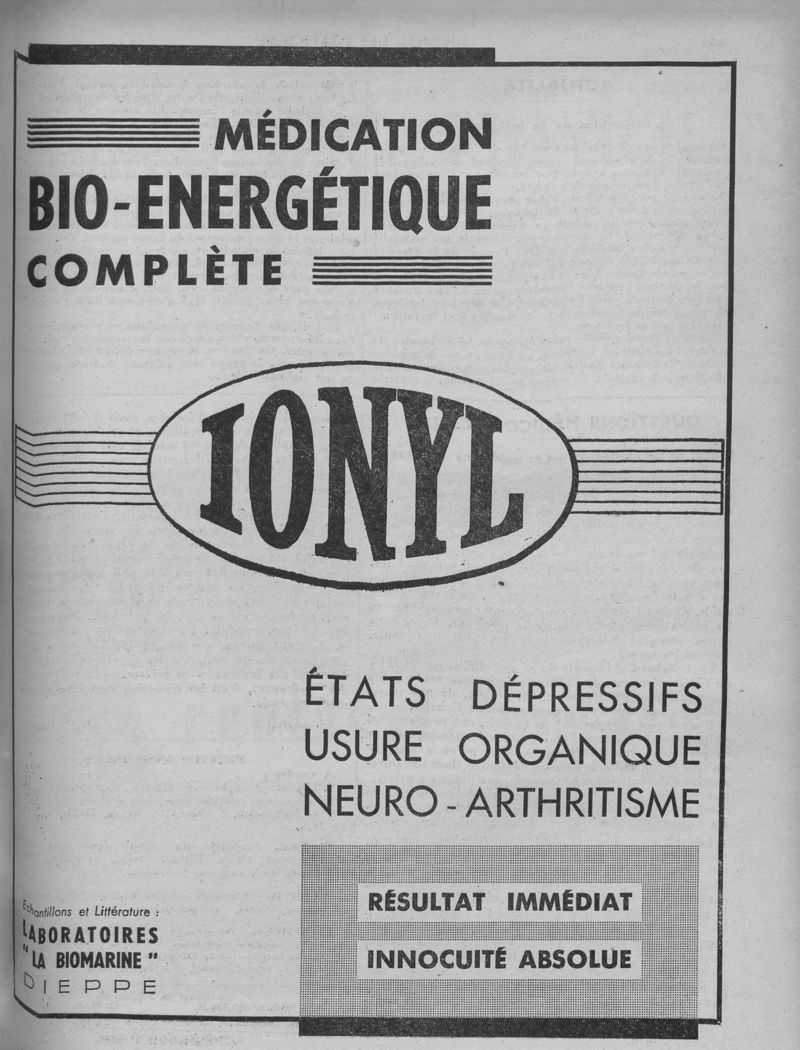 MÉDICATION
BIO-ENERGÉTIQUE
COMPLÈTE
IONYL
ÉTATS DÉPRESSIFS
USURE ORGANIQUE
NEURO-ARTHRITISME
RÉSULTAT IMMÉDIAT
INNOCUITÉ ABSOLUE
Echantillons et Littérature :
LABORATOIRES
"LA BIOMARINE"
DIEPPE